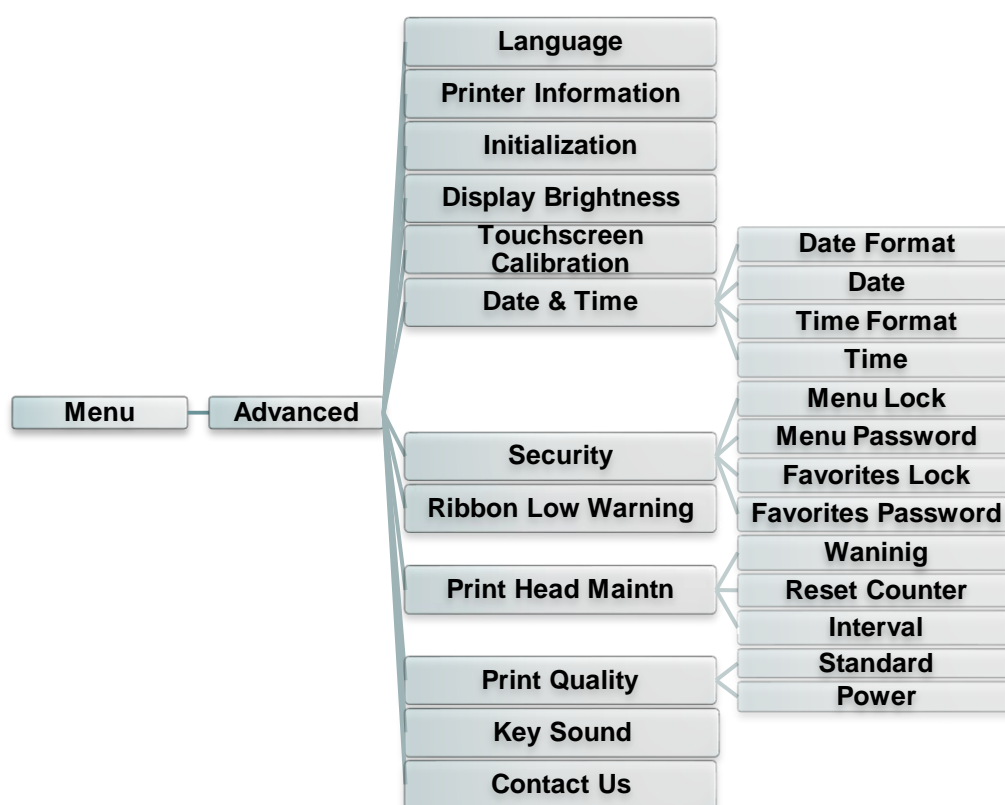 Language
Printer Information
Initialization
Display Brightness
Touchscreen
Calibration
Date & Time
Date Format
Date
Time Format
Time
Menu
Advanced
Security
Menu Lock
Menu Password
Favorites Lock
Favorites Password
Ribbon Low Warning
Print Head Maintn
Waninig
Reset Counter
Interval
Print Quality
Standard
Power
Key Sound
Contact Us